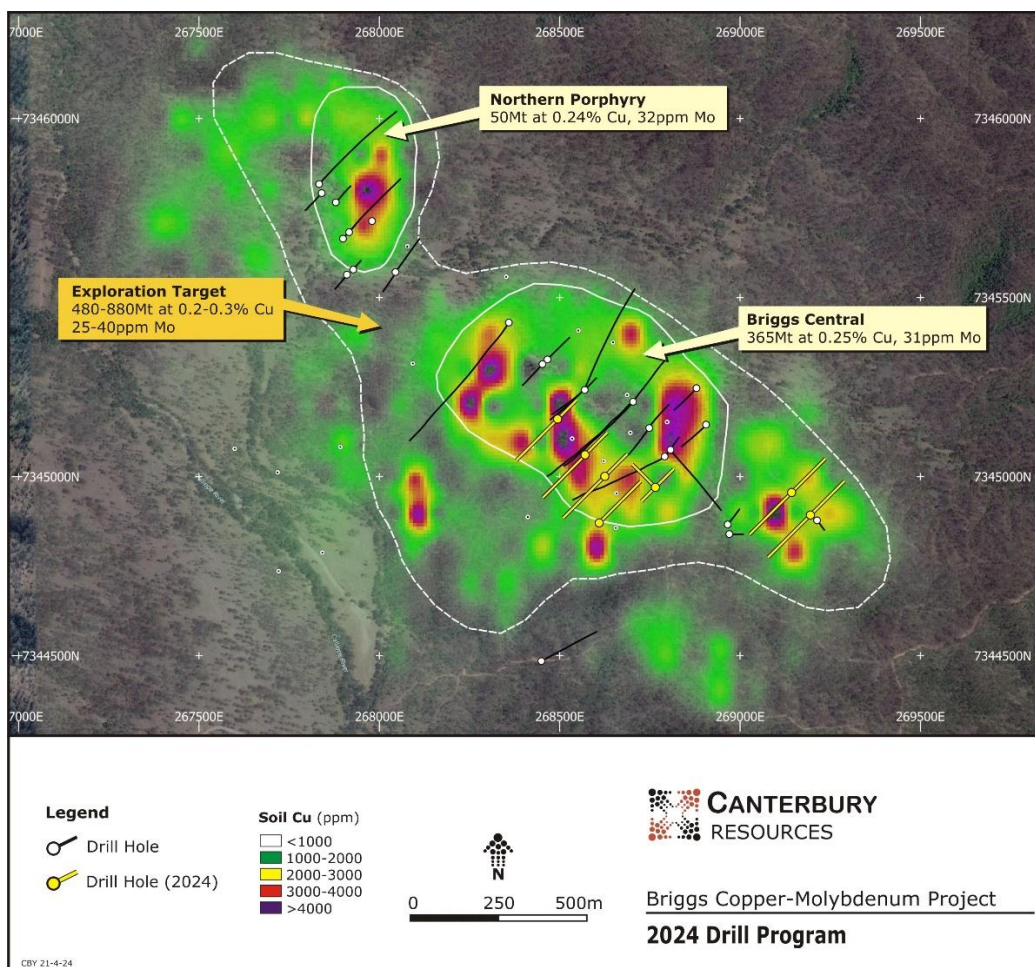 7000E 267500E 268000E 268500E 269000E 269500E
7346000N 7346000N
Northern Porphyry
50Mt at 0.24% Cu, 32ppm Mo
7345500N 7345500N
Exploration Target
480-880Mt at 0.2-0.3% Cu
25-40ppm Mo
Briggs Central
365Mt at 0.25% Cu, 31ppm Mo
7345000N 7345000N
7344500N 7344500N
7000E 267500E 268000E 268500E 269000E 269500E
Legend
Drill Hole
Drill Hole (2024)
Soil Cu (ppm)
<1000
1000-2000
2000-3000
3000-4000
>4000
N
0 250 500m
CANTERBURY
RESOURCES
Briggs Copper-Molybdenum Project
2024 Drill Program
CBY 21-4-24